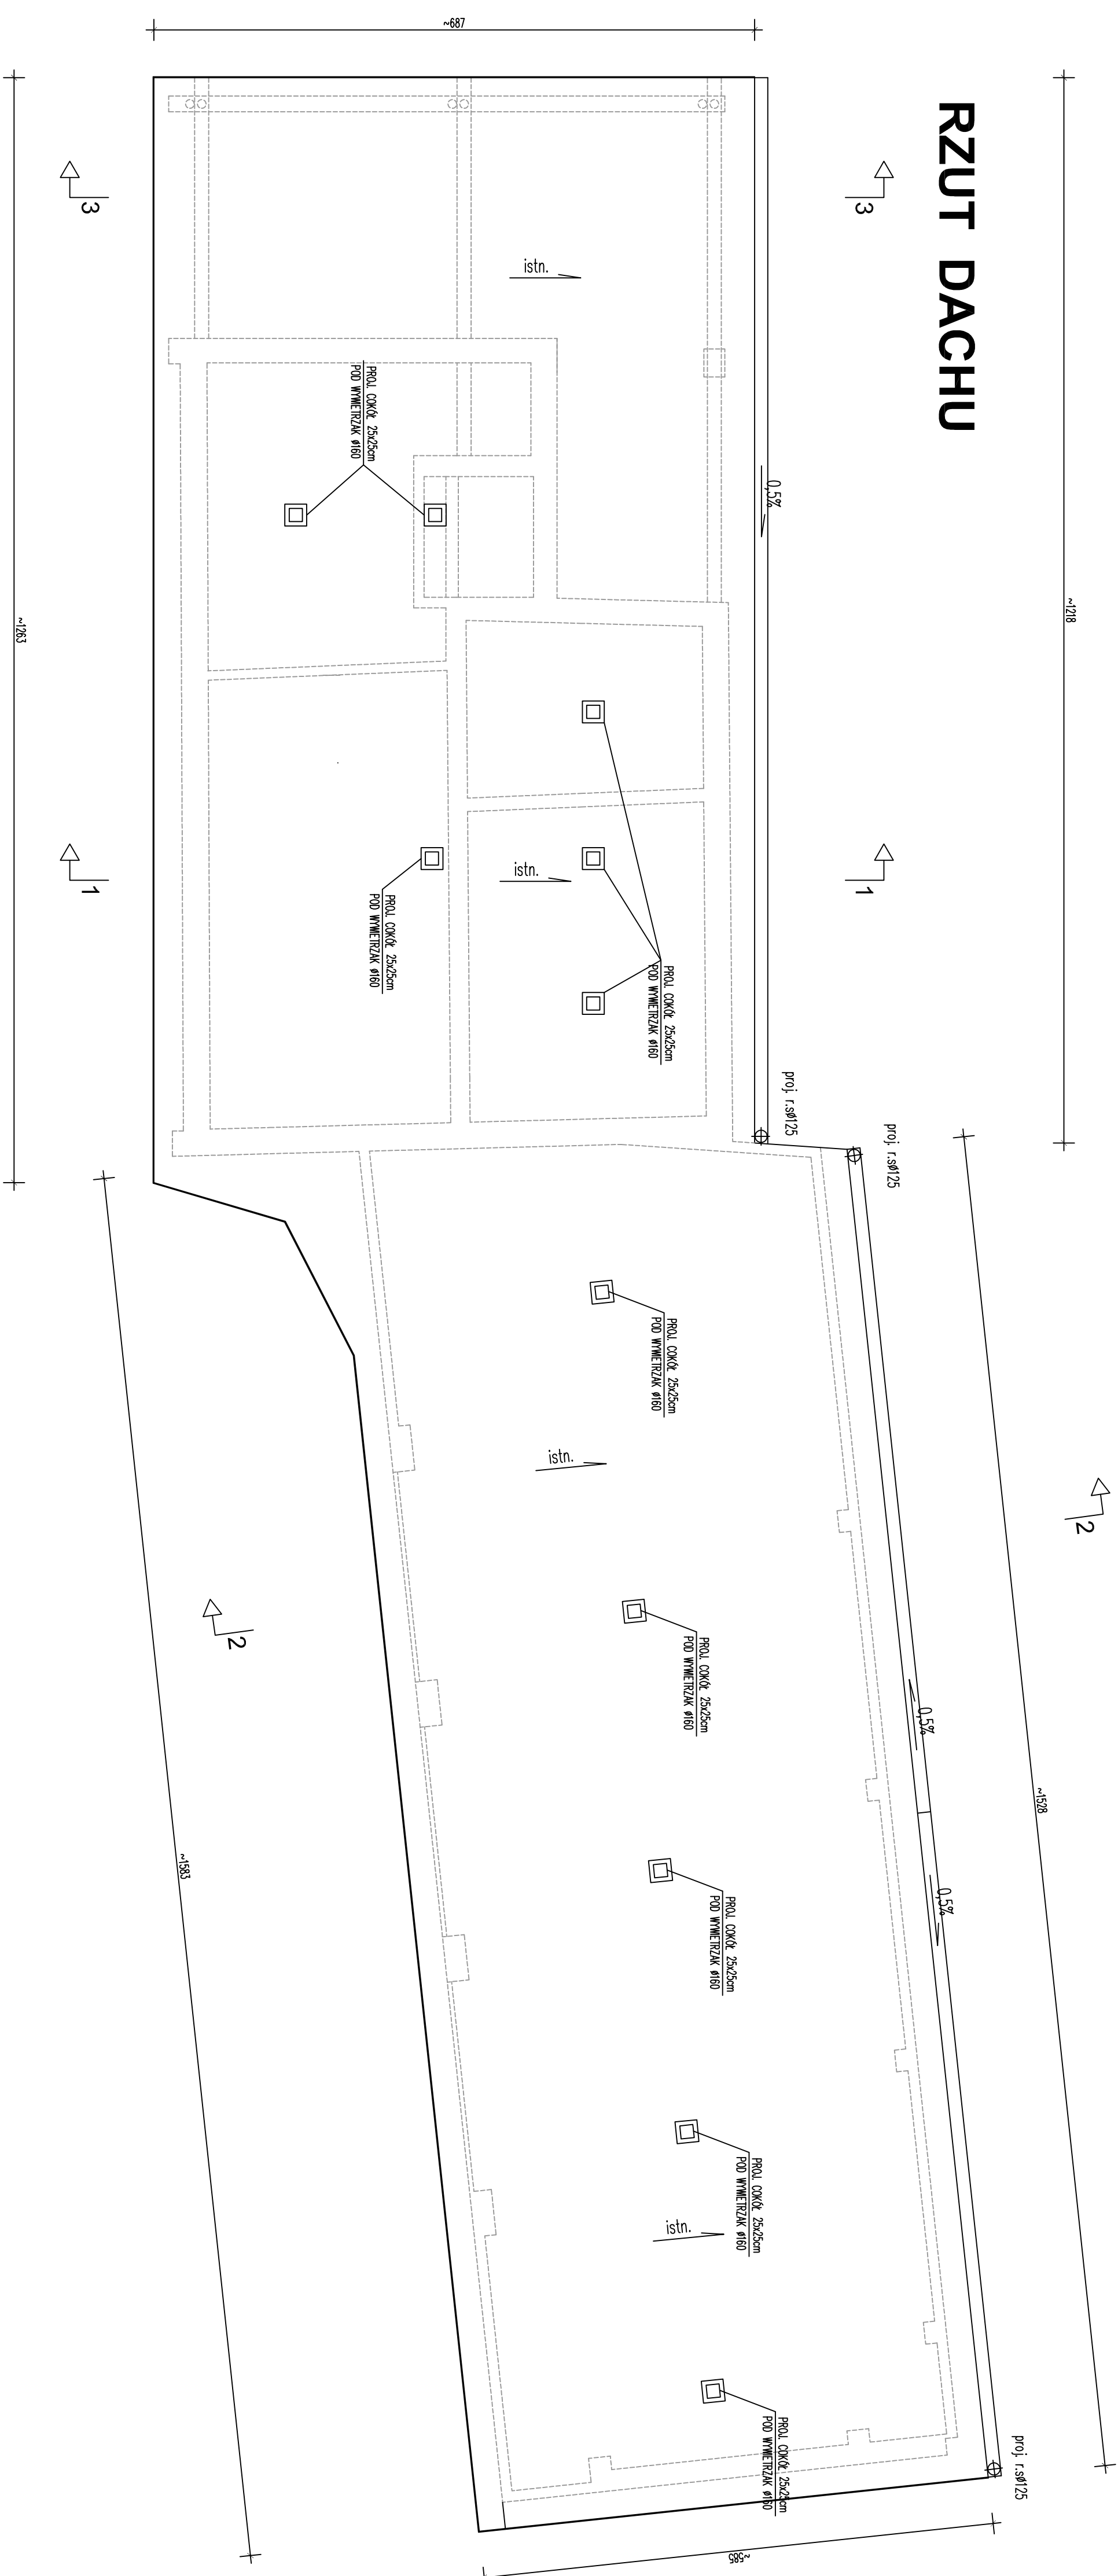 RZUT DACHU
~1218
~687
3
3
istn.
0,5%
PROJ. COKÓŁ 25x25cm
POD WYWIETRZAK Ø160
~1263
1
1
istn.
PROJ. COKÓŁ 25x25cm
POD WYWIETRZAK Ø160
PROJ. COKÓŁ 25x25cm
POD WYWIETRZAK Ø160
proj. r.sØ125
proj. r.sØ125
PROJ. COKÓŁ 25x25cm
POD WYWIETRZAK Ø160
istn.
2
2
PROJ. COKÓŁ 25x25cm
POD WYWIETRZAK Ø160
0,5%
~1528
~1583
0,5%
PROJ. COKÓŁ 25x25cm
POD WYWIETRZAK Ø160
PROJ. COKÓŁ 25x25cm
POD WYWIETRZAK Ø160
istn.
PROJ. COKÓŁ 25x25cm
POD WYWIETRZAK Ø160
proj. r.sØ125
~585